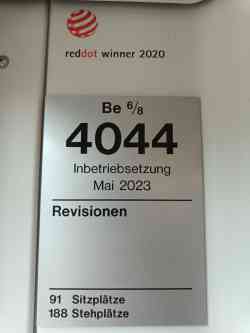 reddot winner 2020
Be 6/8
4044
Inbetriebsetzung
Mai 2023
Revisionen
91 Sitzplätze
188 Stehplätze